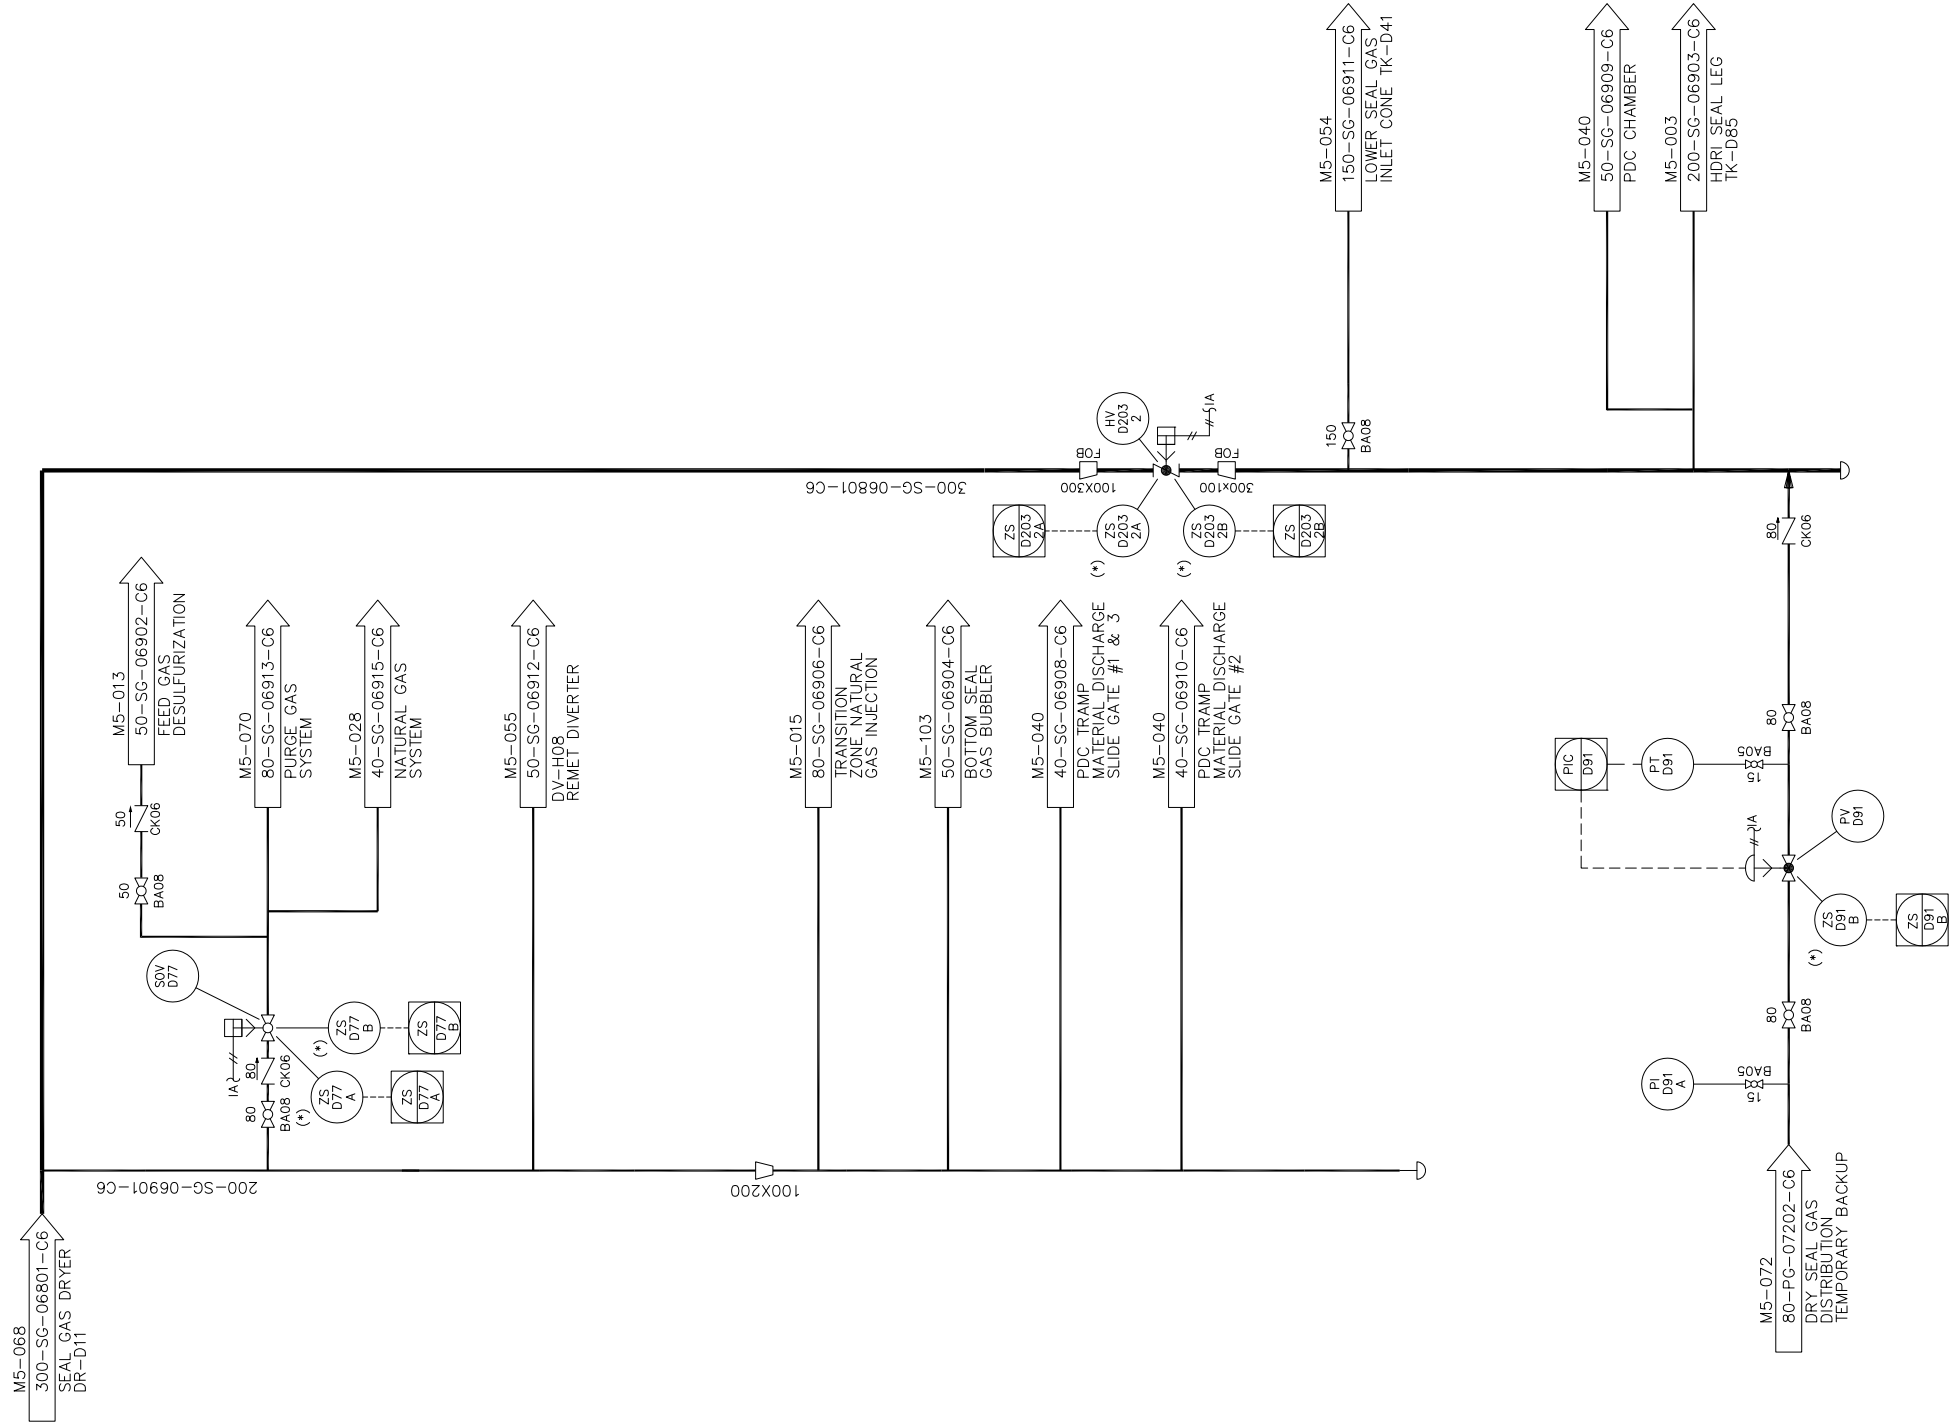 M5-068
300-SG-06801-C6
SEAL GAS DRYER
DR-D11
200-SG-06901-C6
M5-013
50-SG-06902-C6
FEED GAS
DESULFURIZATION
50
CK06
50
BA08
M5-070
80-SG-06913-C6
PURGE GAS
SYSTEM
M5-028
40-SG-06915-C6
NATURAL GAS
SYSTEM
SOV
D77
IA
80
CK06
80
BA08
(*)
ZS
D77
A
ZS
D77
A
(*)
ZS
D77
B
ZS
D77
B
M5-055
50-SG-06912-C6
DV-H08
REMET DIVERTER
100X200
M5-015
80-SG-06906-C6
TRANSITION
ZONE NATURAL
GAS INJECTION
M5-103
50-SG-06904-C6
BOTTOM SEAL
GAS BUBBLER
M5-040
40-SG-06908-C6
PDC TRAMP
MATERIAL DISCHARGE
SLIDE GATE #1 & 3
M5-040
40-SG-06910-C6
PDC TRAMP
MATERIAL DISCHARGE
SLIDE GATE #2
300-SG-06801-C6
FOB
100X300
HV
D203
2
IA
FOB
300x100
ZS
D203
2A
ZS
D203
2A
(*)
ZS
D203
2B
ZS
D203
2B
(*)
M5-054
150-SG-06911-C6
LOWER SEAL GAS
INLET CONE TK-D41
150
BA08
M5-040
50-SG-06909-C6
PDC CHAMBER
M5-003
200-SG-06903-C6
HDRI SEAL LEG
TK-D85
M5-072
80-PG-07202-C6
DRY SEAL GAS
DISTRIBUTION
TEMPORARY BACKUP
PI
D91
A
15
BA05
80
BA08
(*)
ZS
D91
B
ZS
D91
B
PV
D91
IA
PIC
D91
PT
D91
15
BA05
80
BA08
80
CK06